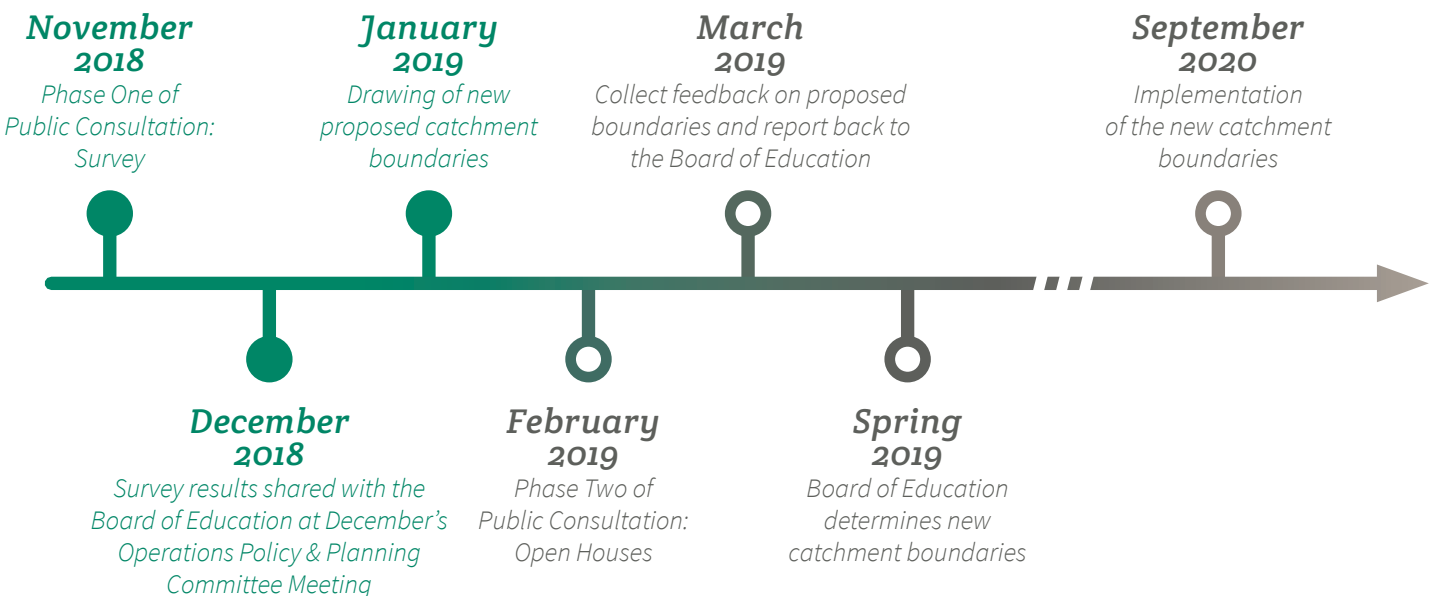 November
2018
Phase One of
Public Consultation:
Survey
January
2019
Drawing of new
proposed catchment
boundaries
March
2019
Collect feedback on proposed
boundaries and report back to
the Board of Education
September
2020
Implementation
of the new catchment
boundaries
December
2018
Survey results shared with the
Board of Education at December’s
Operations Policy & Planning
Committee Meeting
February
2019
Phase Two of
Public Consultation:
Open Houses
Spring
2019
Board of Education
determines new
catchment boundaries